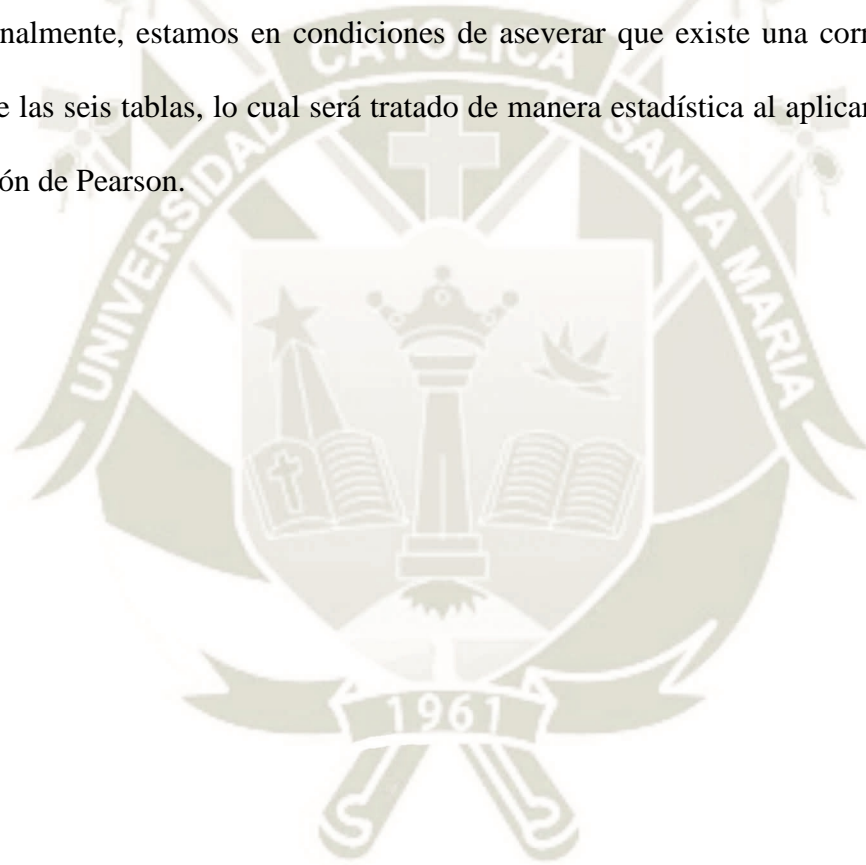 nalmente, estamos en condiciones de aseverar que existe una corr
e las seis tablas, lo cual será tratado de manera estadística al aplicar
ón de Pearson.
UNIVERSIDAD CATOLICA SANTA MARIA
1961